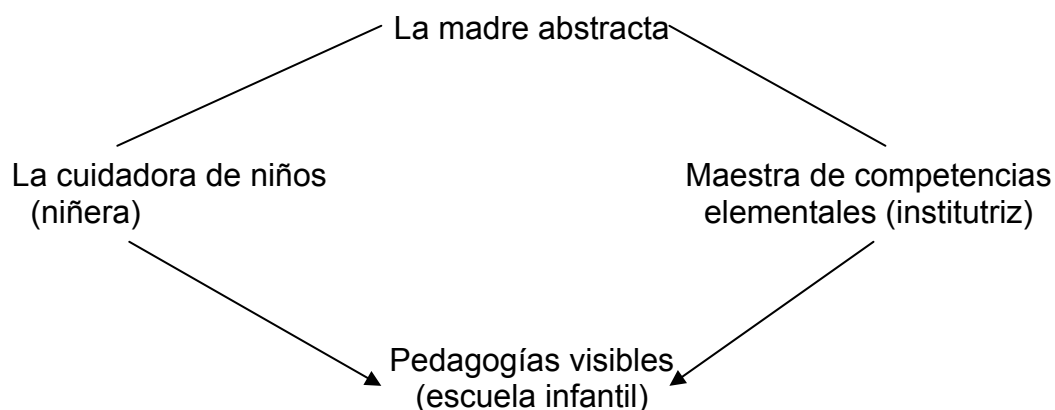 La madre abstracta
La cuidadora de niños
(niñera)
Maestra de competencias
elementales (institutriz)
Pedagogías visibles
(escuela infantil)